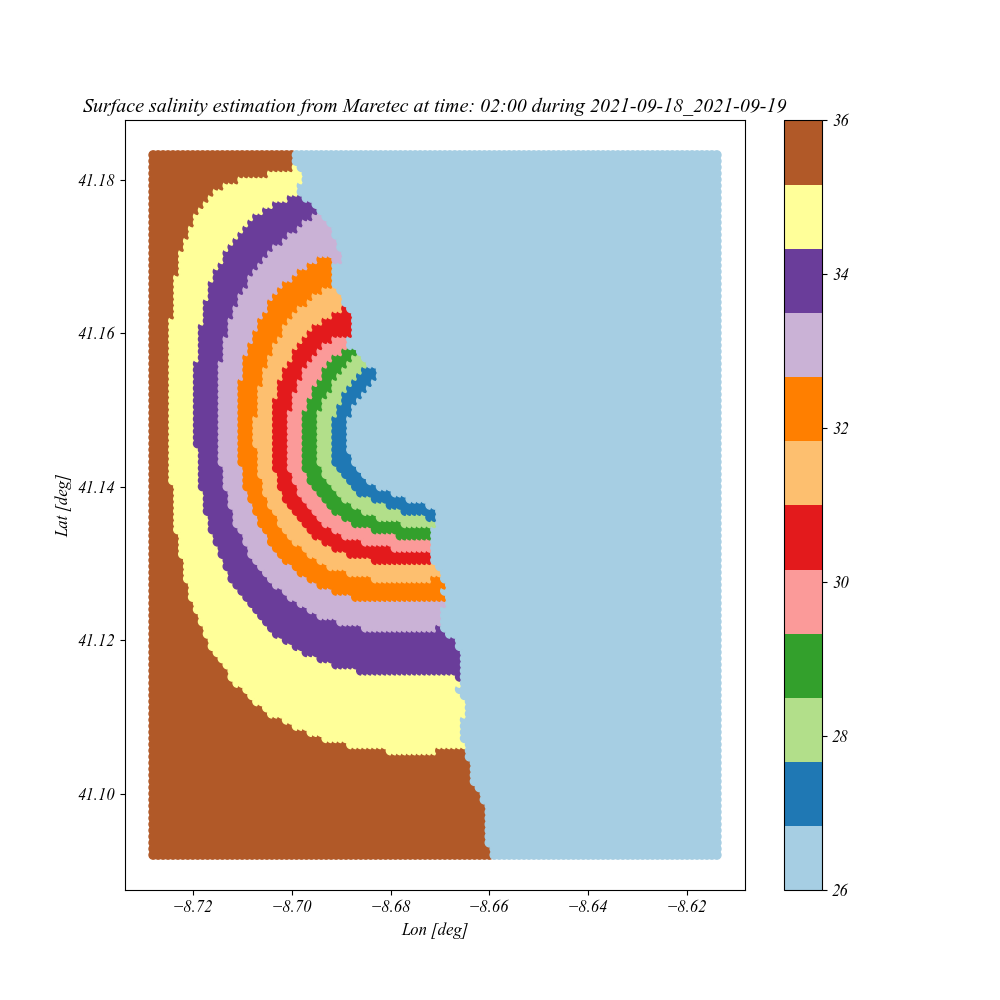 Surface salinity estimation from Maretec at time: 02:00 during 2021-09-18_2021-09-19
36
41.18
34
41.16
32
Lat [deg]
41.14
30
41.12
28
41.10
26
−8.72 −8.70 −8.68 −8.66 −8.64 −8.62
Lon [deg]